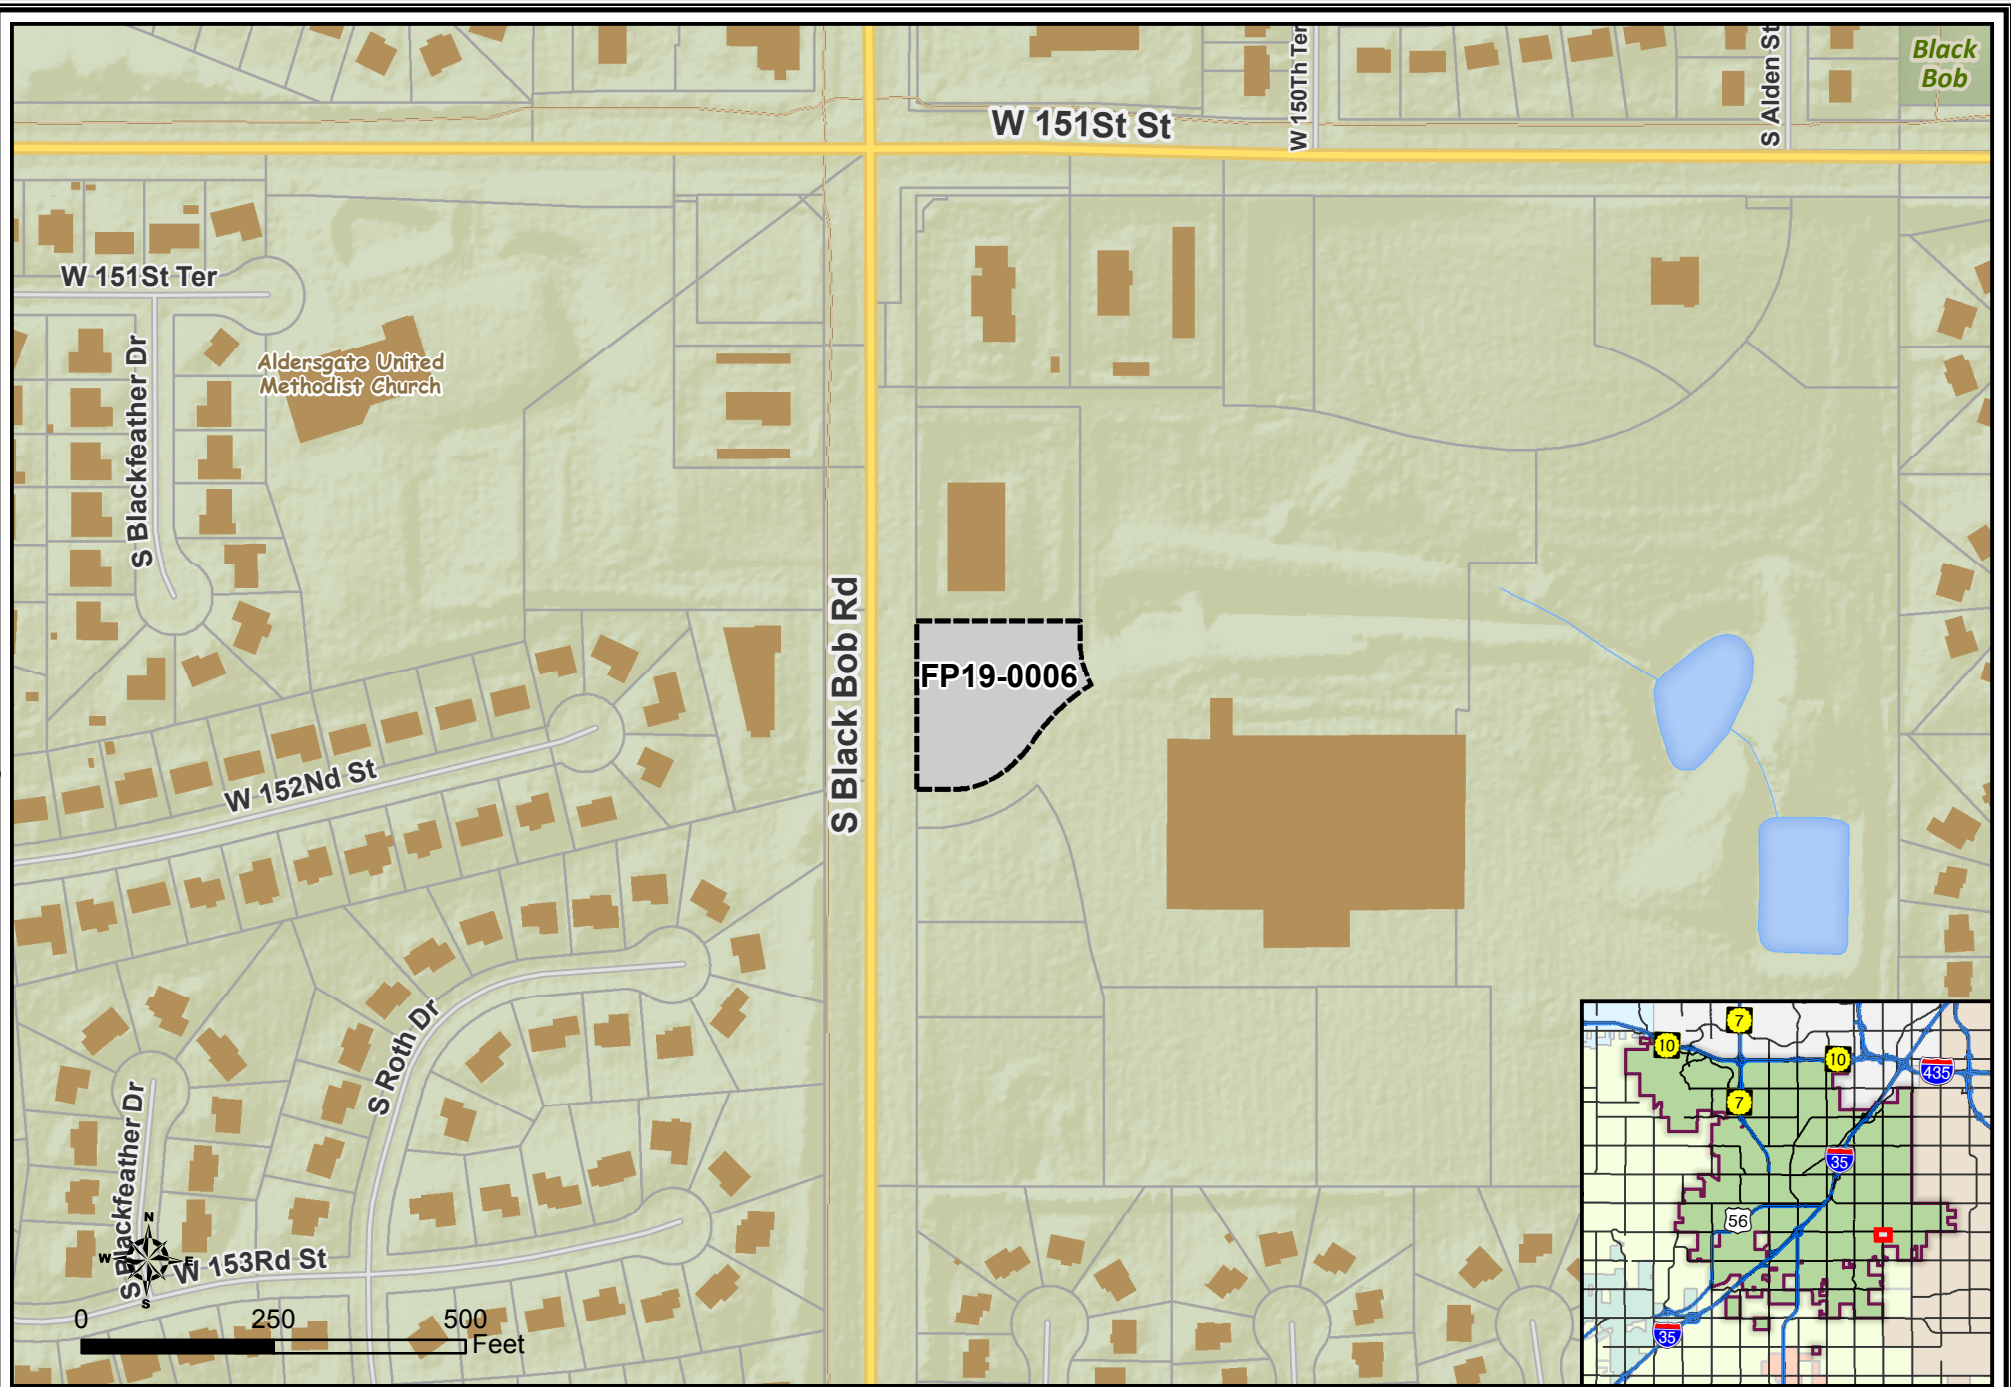 Black
Bob
W 150Th Ter
S Alden St
W 151St St
W 151St Ter
S Blackfeather Dr
Aldersgate United
Methodist Church
S Black Bob Rd
FP19-0006
W 152Nd St
S Roth Dr
S Blackfeather Dr
W 153Rd St
N
W
E
S
0
250
500
Feet
7
10
10
435
7
35
56
35